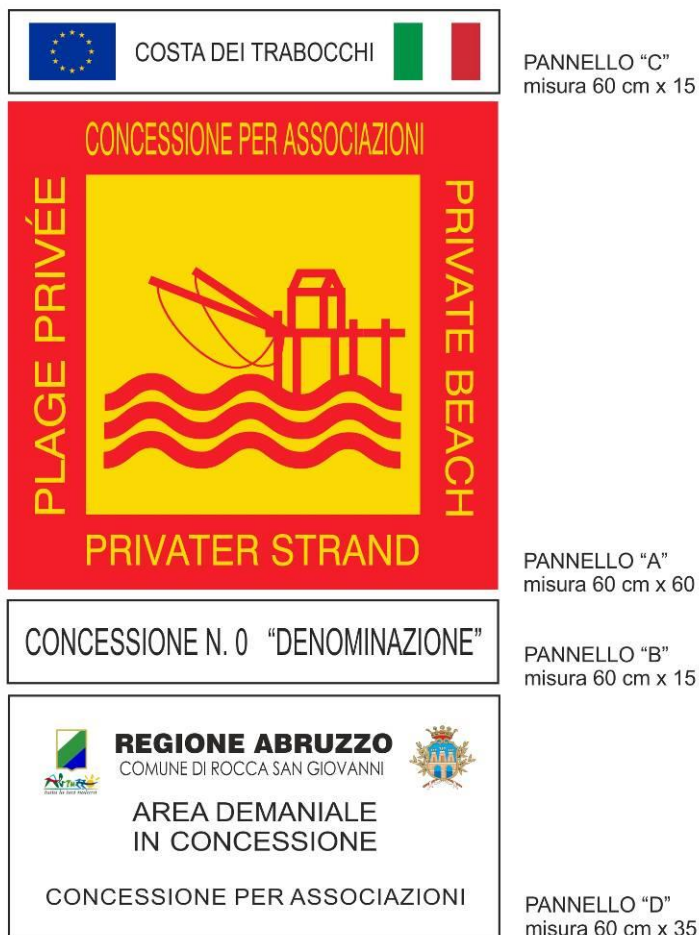 COSTA DEI TRABOCCHI
PANNELLO “C”
misura 60 cm x 15
CONCESSIONE PER ASSOCIAZIONI
PLAGE PRIVÉE
PRIVATE BEACH
PRIVATER STRAND
PANNELLO “A”
misura 60 cm x 60
CONCESSIONE N. 0 “DENOMINAZIONE”
PANNELLO “B”
misura 60 cm x 15
REGIONE ABRUZZO
COMUNE DI ROCCA SAN GIOVANNI
AREA DEMANIALE
IN CONCESSIONE
CONCESSIONE PER ASSOCIAZIONI
PANNELLO “D”
misura 60 cm x 35